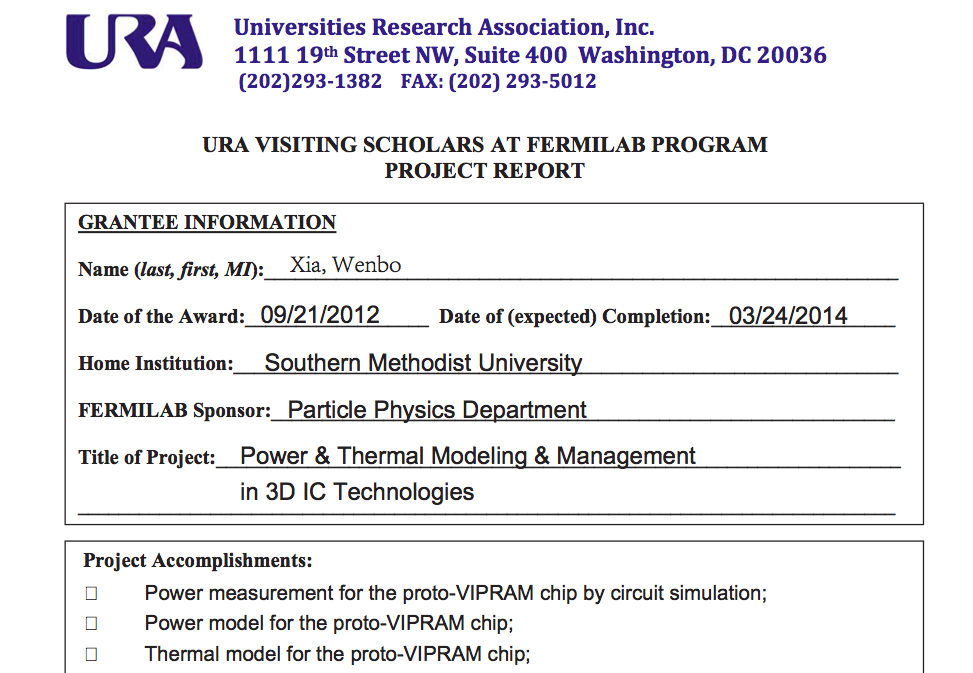 URA
Universities Research Association, Inc.
1111 19th Street NW, Suite 400 Washington, DC 20036
(202)293-1382 FAX: (202) 293-5012
URA VISITING SCHOLARS AT FERMILAB PROGRAM
PROJECT REPORT
GRANTEE INFORMATION
Name (last, first, MI): Xia, Wenbo
Date of the Award: 09/21/2012 Date of (expected) Completion: 03/24/2014
Home Institution: Southern Methodist University
FERMILAB Sponsor: Particle Physics Department
Title of Project: Power & Thermal Modeling & Management
in 3D IC Technologies
Project Accomplishments:
Power measurement for the proto-VIPRAM chip by circuit simulation;
Power model for the proto-VIPRAM chip;
Thermal model for the proto-VIPRAM chip;